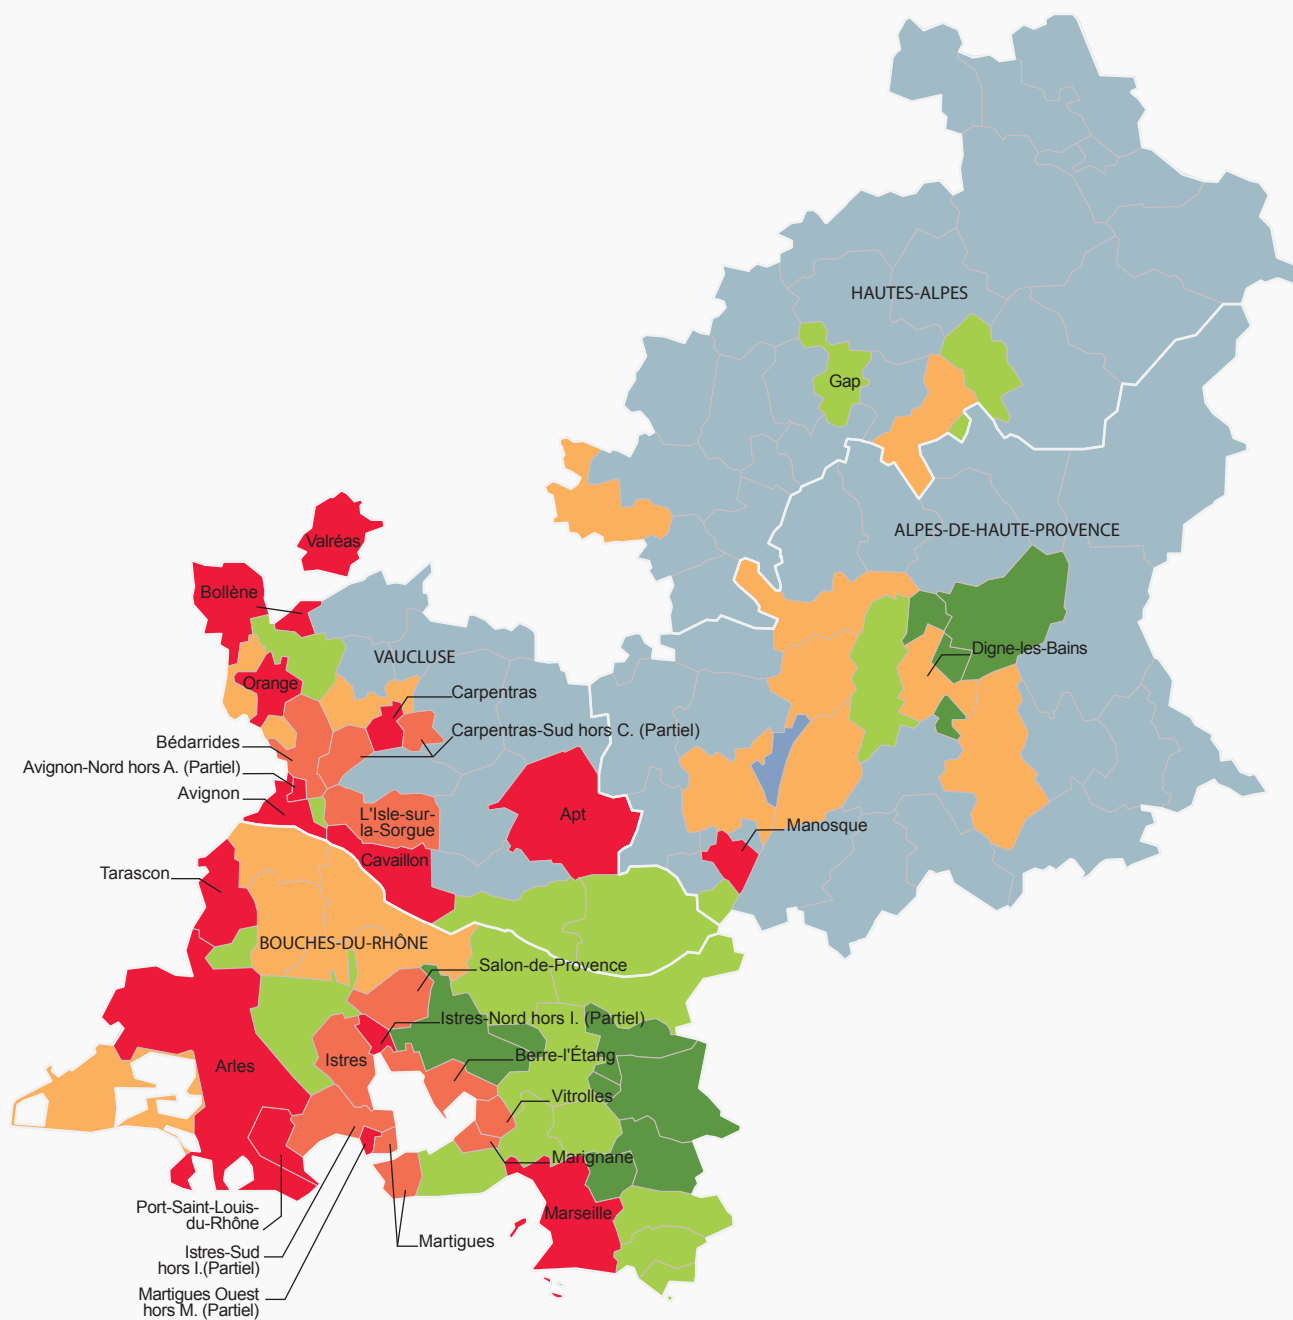 HAUTES-ALPES
Gap
ALPES-DE-HAUTE-PROVENCE
Valréas
Bollène
Digne-les-Bains
VAUCLUSE
Orange
Carpentras
Carpentras-Sud hors C. (Partiel)
Bédarrides
Avignon-Nord hors A. (Partiel)
Avignon
L'Isle-sur-
la-Sorgue
Apt
Manosque
Cavaillon
Tarascon
BOUCHES-DU-RHÔNE
Salon-de-Provence
Istres-Nord hors I. (Partiel)
Berre-l'Étang
Istres
Arles
Vitrolles
Marignane
Port-Saint-Louis-
du-Rhône
Marseille
Martigues
Istres-Sud
hors I.(Partiel)
Martigues Ouest
hors M. (Partiel)